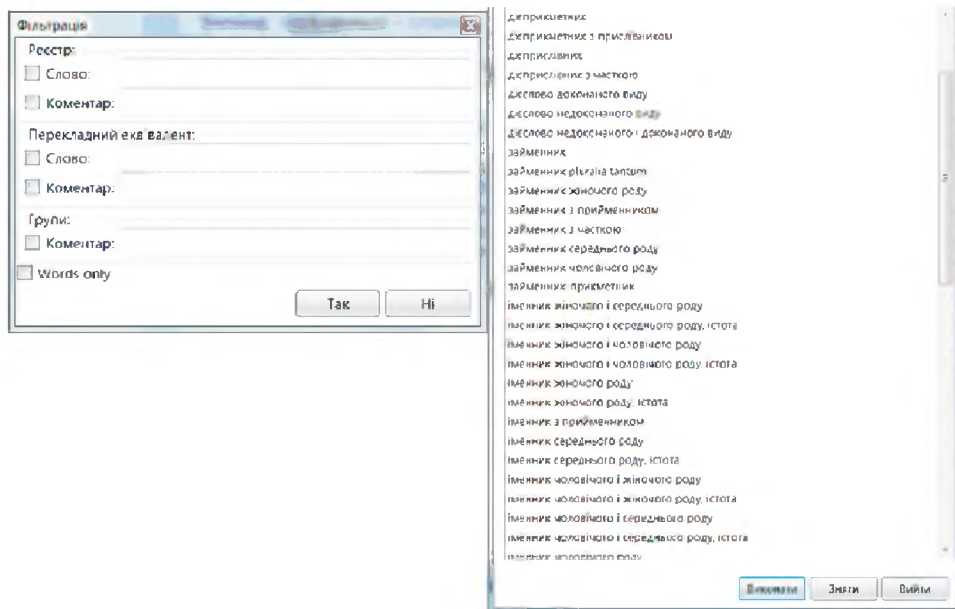 Фільтрація
Реєстр:
Слово:
Коментар:
Перекладний еквівалент:
Слово:
Коментар:
Групи:
Коментар:
Words only
Так
Ні
дієприкметник
дієприкметник з прислівником
дієприслівник
дієприслівник з часткою
дієслово доконаного виду
дієслово недоконаного виду
дієслово недоконаного і доконаного виду
займенник
займенник pluralia tantum
займенник жіночого роду
займенник з прийменником
займенник з часткою
займенник середнього роду
займенник чоловічого роду
займенник-прикметник
іменник жіночого і середнього роду
іменник жіночого і середнього роду, істота
іменник жіночого і чоловічого роду
іменник жіночого і чоловічого роду, істота
іменник жіночого роду
іменник жіночого роду, істота
іменник з прийменником
іменник середнього роду
іменник середнього роду, істота
іменник чоловічого і жіночого роду
іменник чоловічого і жіночого роду, істота
іменник чоловічого і середнього роду
іменник чоловічого і середнього роду, істота
іменник чоловічого роду
Виконати
Зняти
Вийти